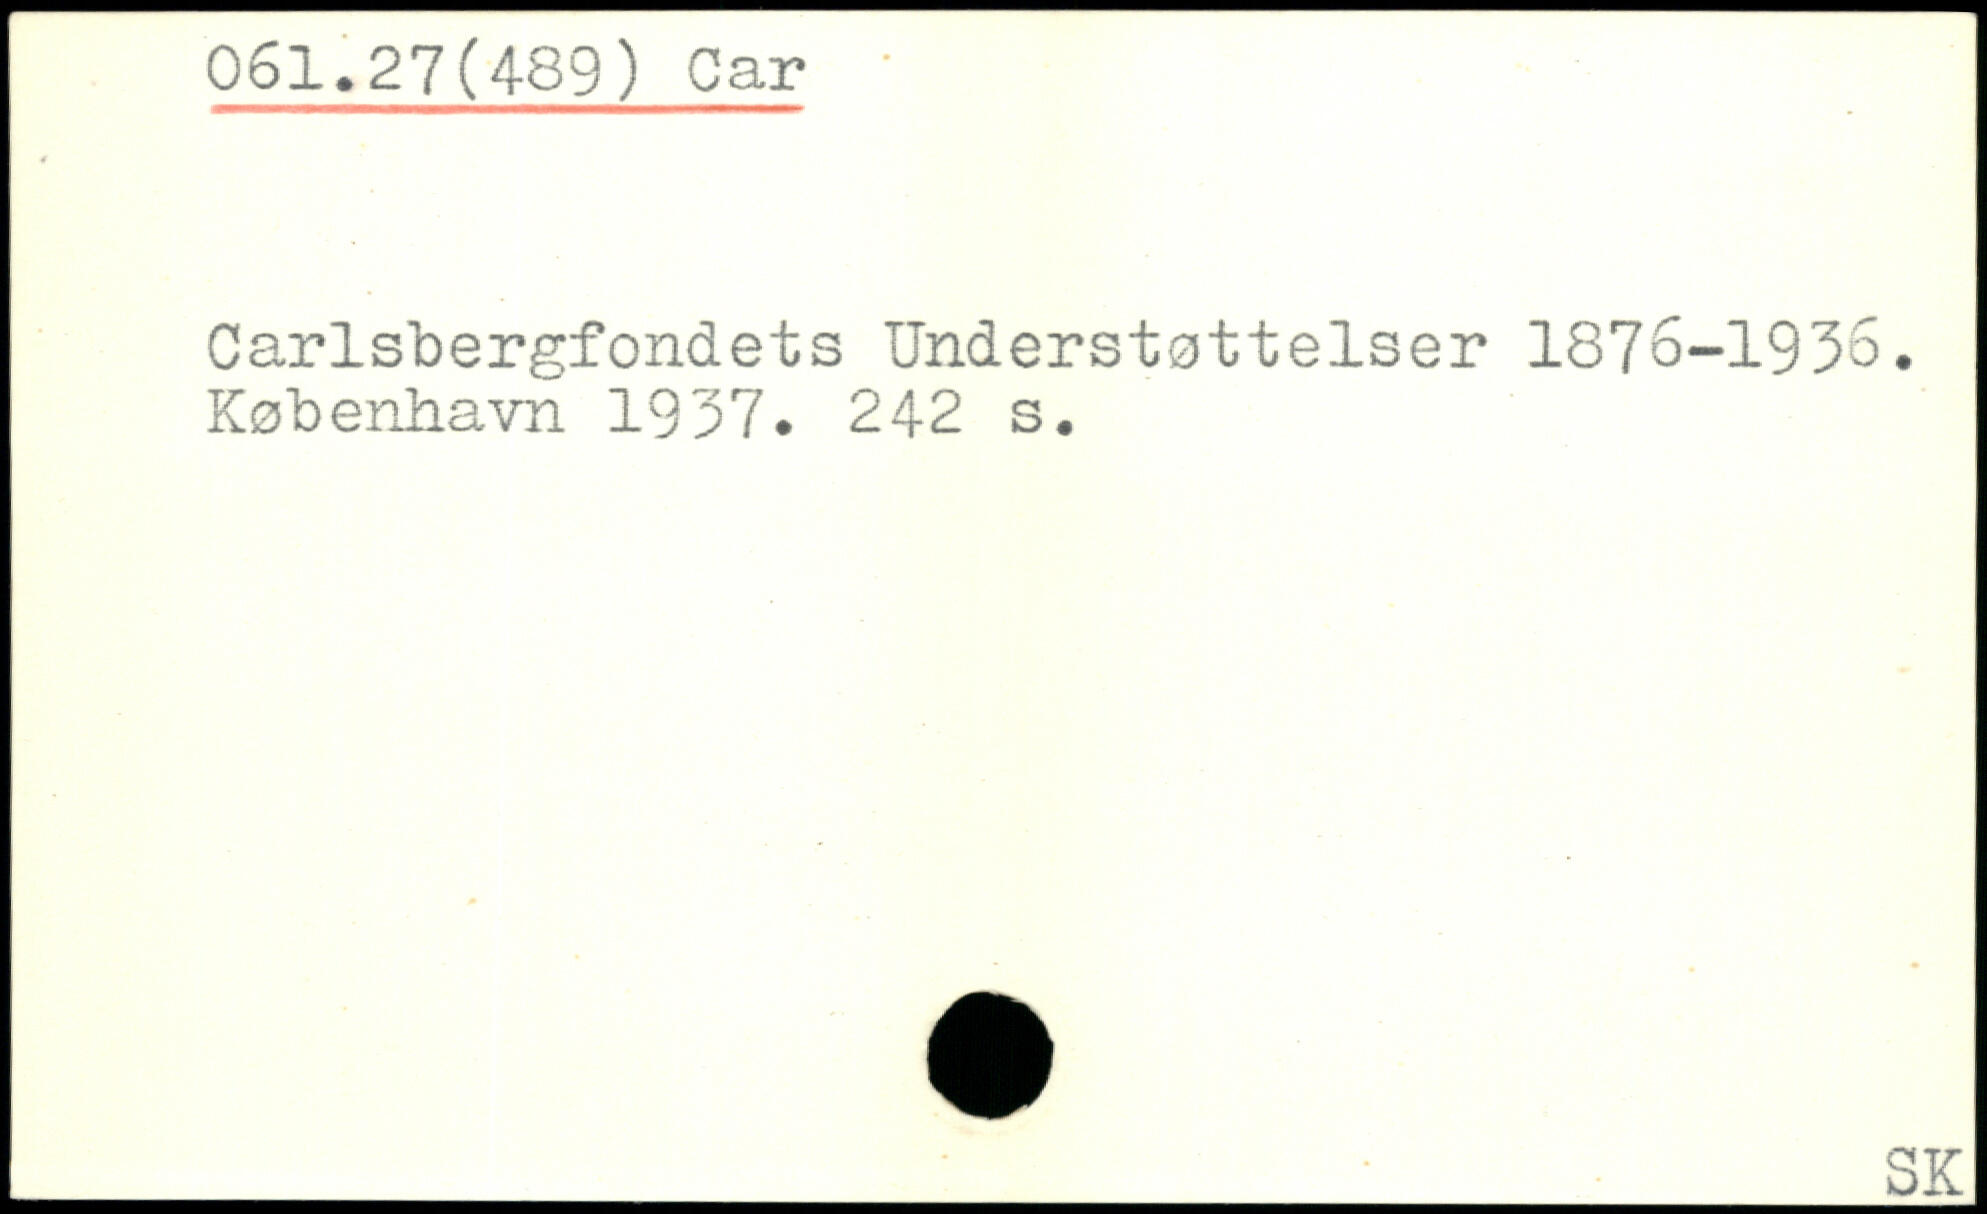 061.27(489) Car
Carlsbergfondets Understøttelser 1876-1936.
København 1937. 242 s.
SK